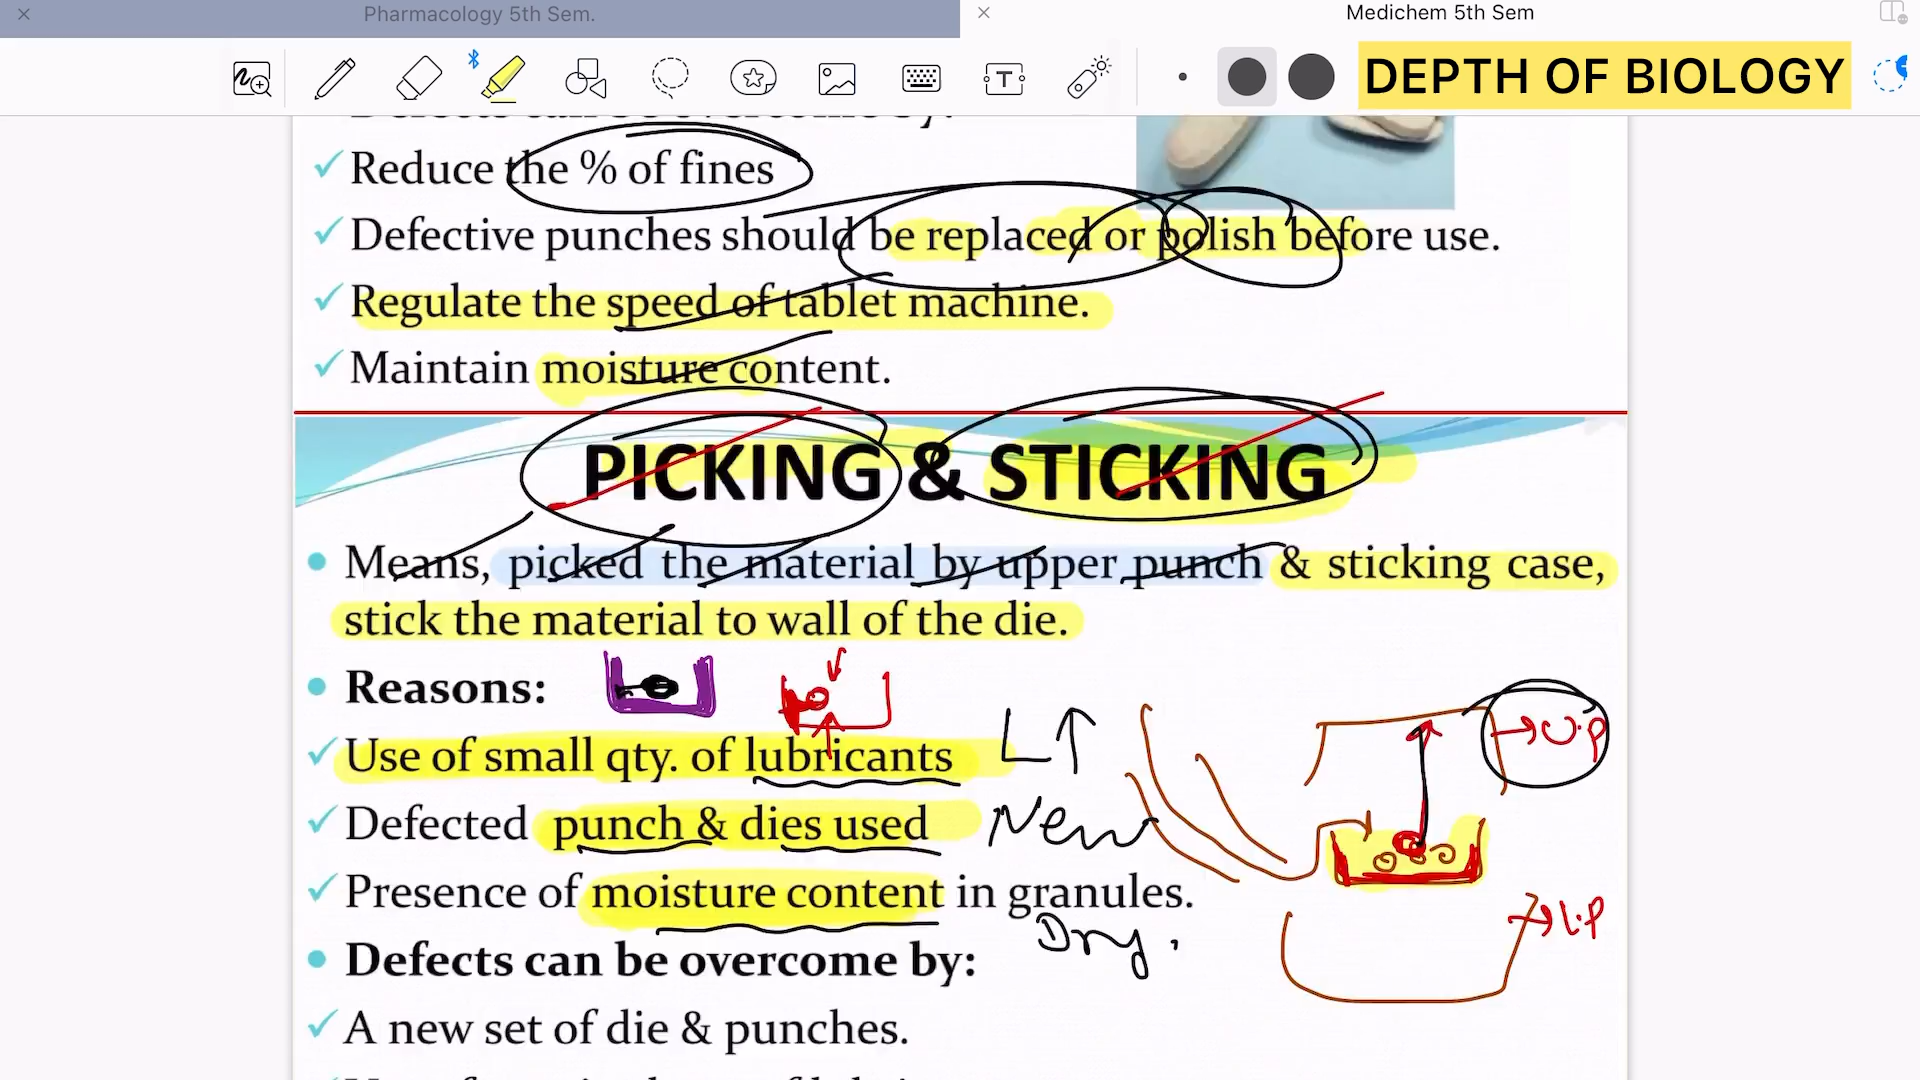 Pharmacology 5th Sem.
Medichem 5th Sem
DEPTH OF BIOLOGY
Reduce the % of fines
Defective punches should be replaced or polish before use.
Regulate the speed of tablet machine.
Maintain moisture content.
PICKING & STICKING
Means, picked the material by upper punch & sticking case,
stick the material to wall of the die.
Reasons:
Use of small qty. of lubricants
L↑
U.P
Defected punch & dies used
New
Presence of moisture content in granules.
Dry.
L.P
Defects can be overcome by:
A new set of die & punches.